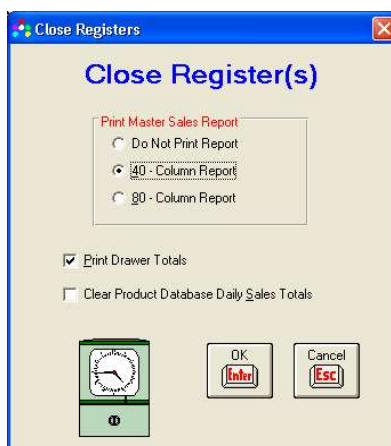 Close Registers
Close Register(s)
Print Master Sales Report
Do Not Print Report
40 - Column Report
80 - Column Report
Print Drawer Totals
Clear Product Database Daily Sales Totals
OK Cancel
Enter Esc